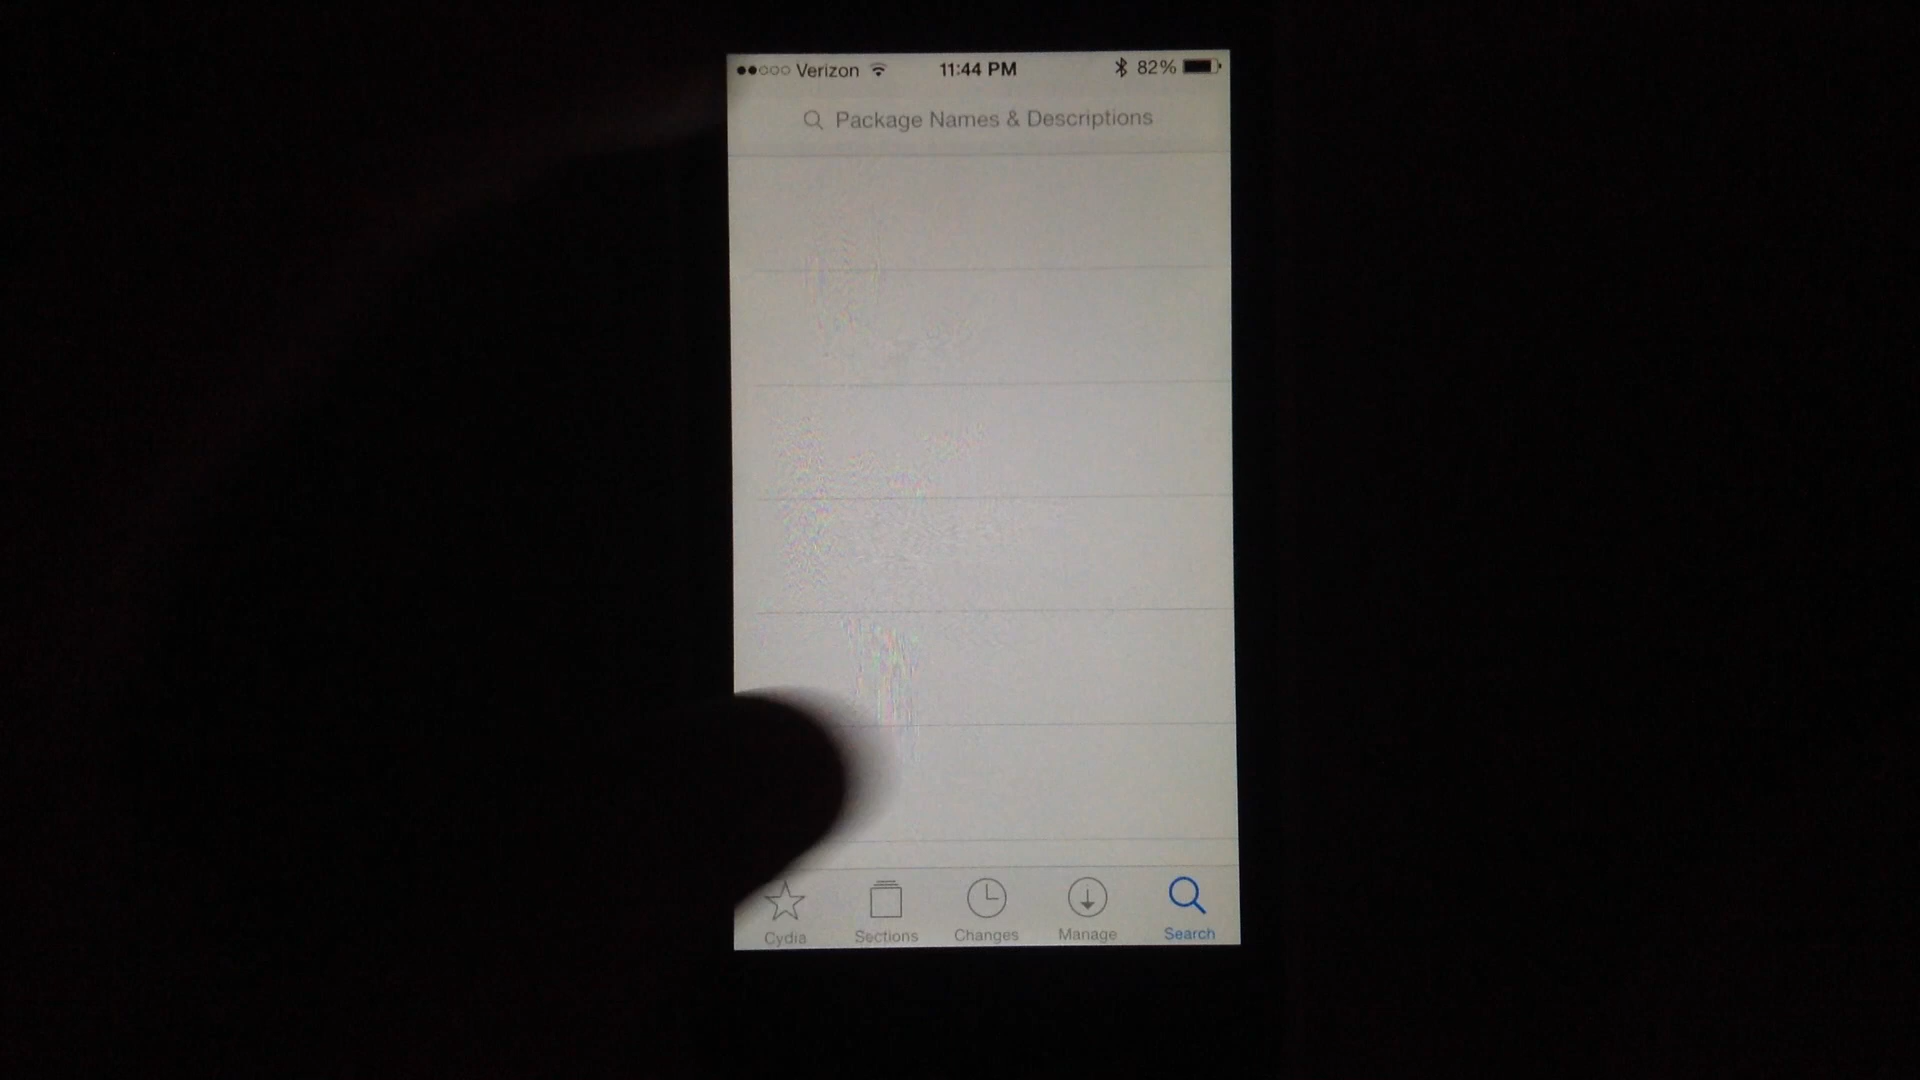 Verizon 11:44 PM 82%
Package Names & Descriptions
Cydia Sections Changes Manage Search